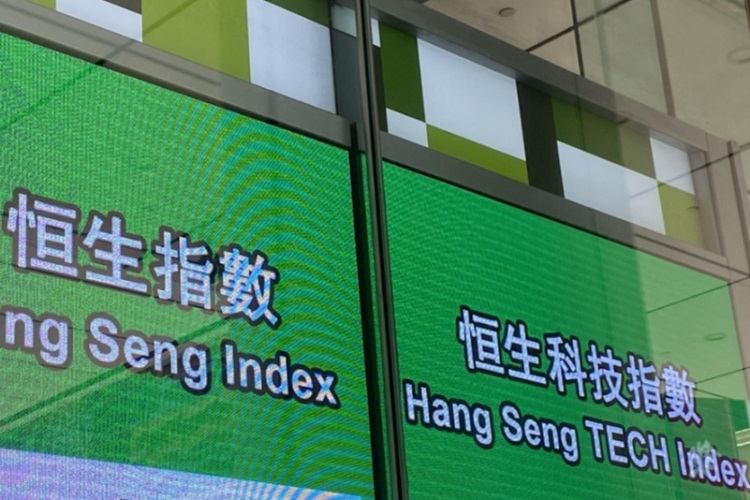 恒生指數
ng Seng Index
恒生科技指數
Hang Seng TECH Index